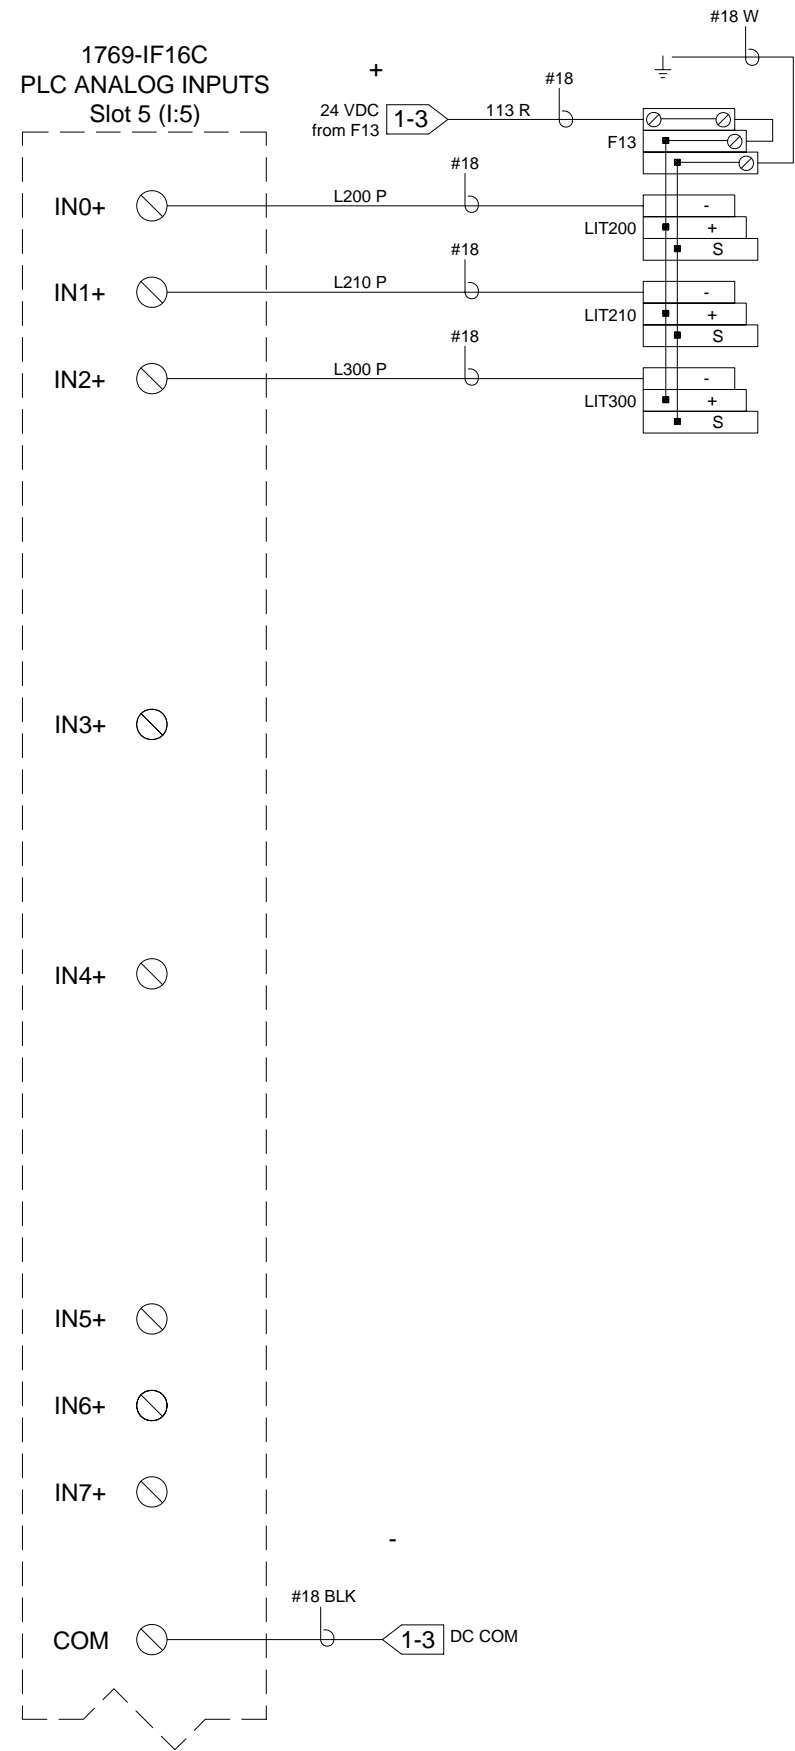 #18 W
1769-IF16C
PLC ANALOG INPUTS
Slot 5 (I:5)
+
#18
24 VDC
from F13
1-3
113 R
F13
#18
IN0+
L200 P
-
LIT200
+
S
#18
IN1+
L210 P
-
LIT210
+
S
#18
IN2+
L300 P
-
LIT300
+
S
IN3+
IN4+
IN5+
IN6+
IN7+
-
#18 BLK
COM
1-3
DC COM